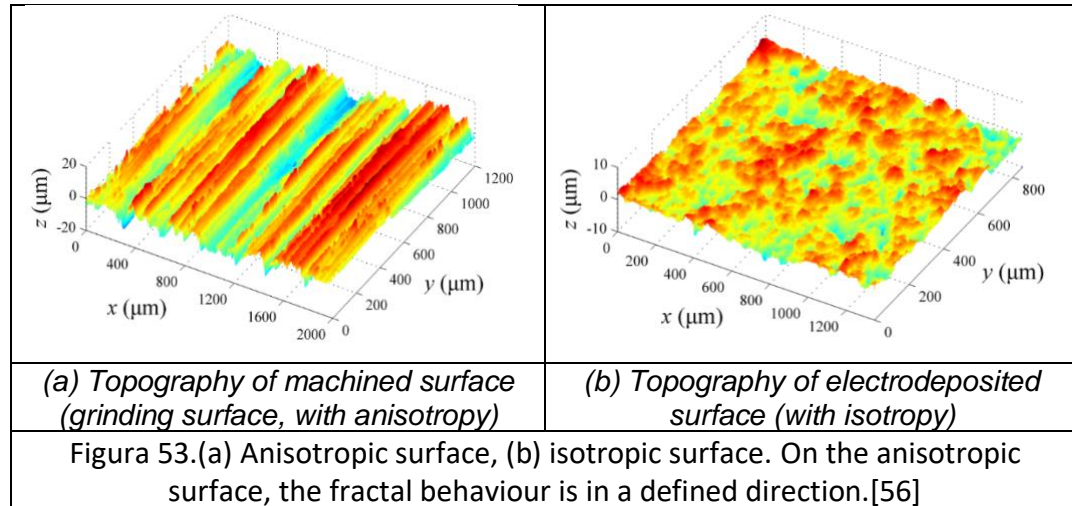 20
0
-20
z (μm)
0
400
800
1200
1600
2000
x (μm)
0
200
400
600
800
1000
1200
y (μm)
10
0
-10
z (μm)
0
200
400
600
800
1000
1200
x (μm)
0
200
400
600
800
y (μm)
(a) Topography of machined surface
(grinding surface, with anisotropy)
(b) Topography of electrodeposited
surface (with isotropy)
Figura 53.(a) Anisotropic surface, (b) isotropic surface. On the anisotropic
surface, the fractal behaviour is in a defined direction.[56]